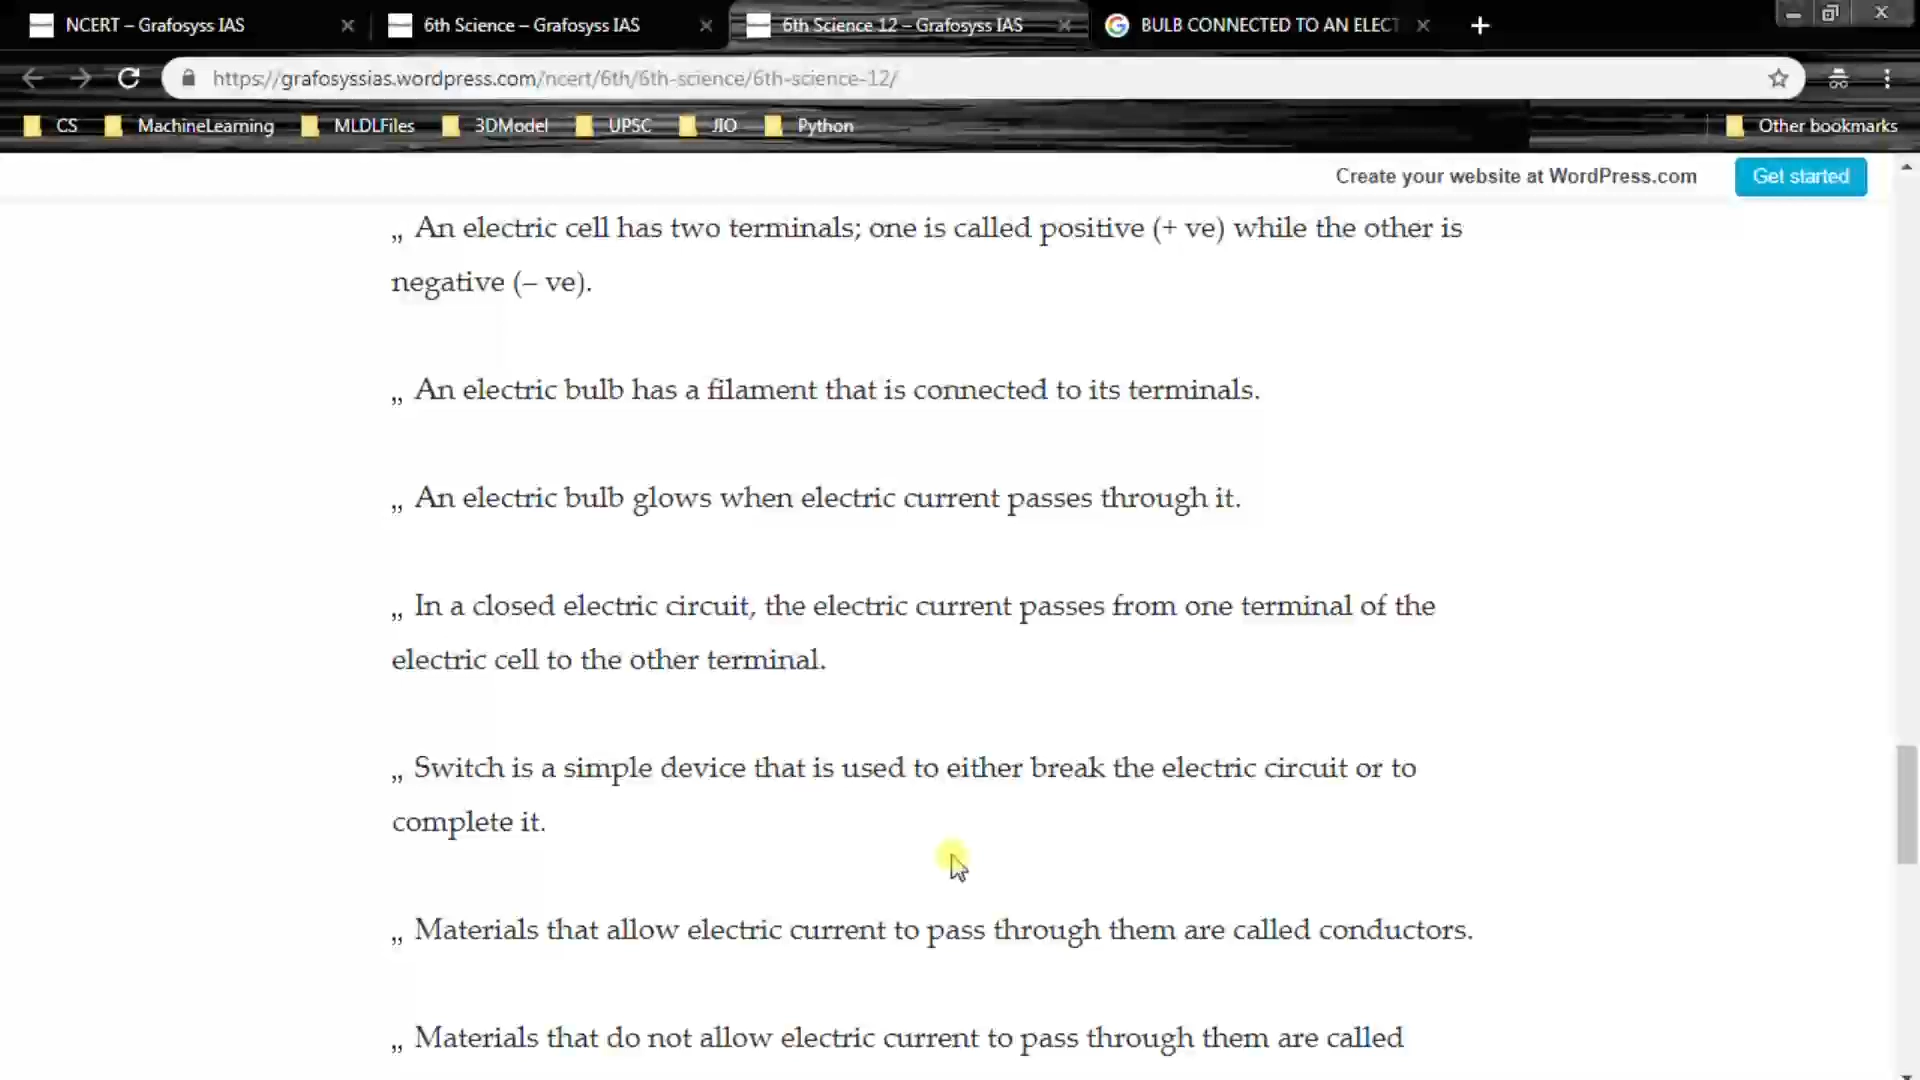 NCERT – Grafosyss IAS
6th Science – Grafosyss IAS
6th Science 12 – Grafosyss IAS
BULB CONNECTED TO AN ELECT
https://grafosyssias.wordpress.com/ncert/6th/6th-science/6th-science-12/
CS
MachineLearning
MLDLFiles
3DModel
UPSC
JIO
Python
Other bookmarks
Create your website at WordPress.com
Get started
„ An electric cell has two terminals; one is called positive (+ ve) while the other is
negative (– ve).
„ An electric bulb has a filament that is connected to its terminals.
„ An electric bulb glows when electric current passes through it.
„ In a closed electric circuit, the electric current passes from one terminal of the
electric cell to the other terminal.
„ Switch is a simple device that is used to either break the electric circuit or to
complete it.
„ Materials that allow electric current to pass through them are called conductors.
„ Materials that do not allow electric current to pass through them are called